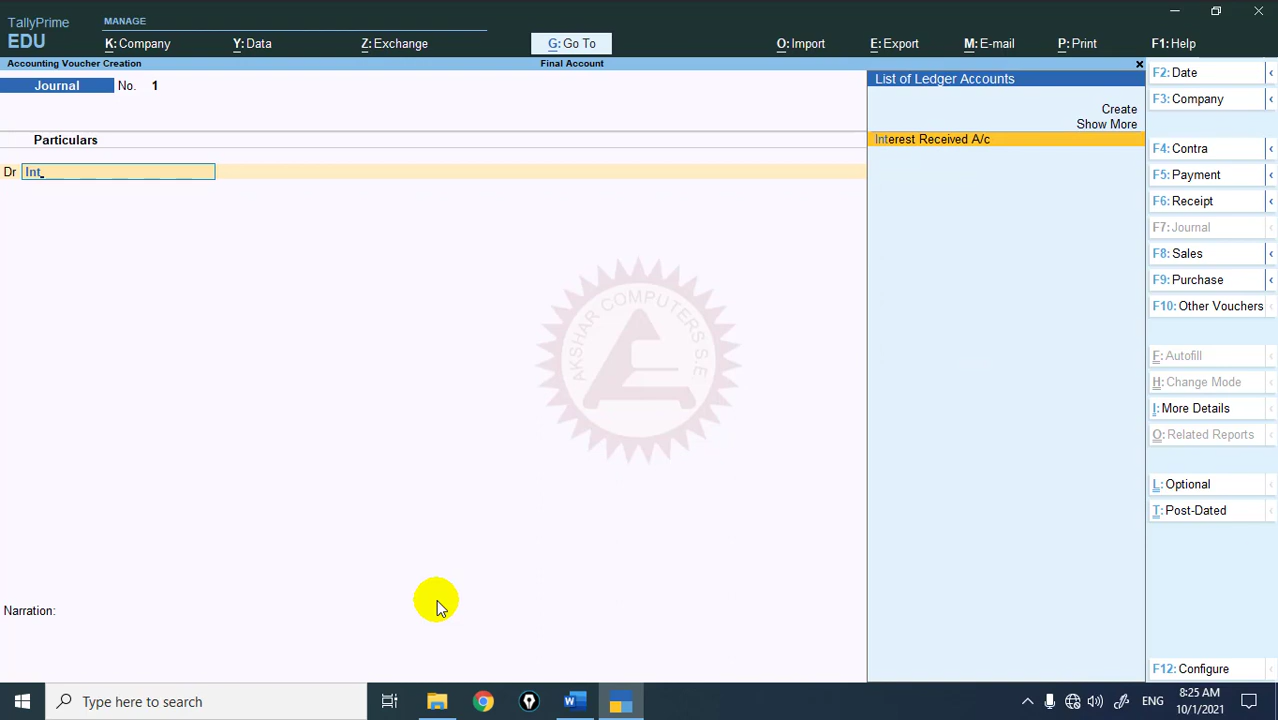 TallyPrime
EDU
MANAGE
K: Company
Y: Data
Z: Exchange
G: Go To
O: Import
E: Export
M: E-mail
P: Print
F1: Help
Accounting Voucher Creation
Final Account
Journal
No. 1
Particulars
Dr Int
Narration:
AKSHAR COMPUTERS S.E
List of Ledger Accounts
Create
Show More
Interest Received A/c
F2: Date
F3: Company
F4: Contra
F5: Payment
F6: Receipt
F7: Journal
F8: Sales
F9: Purchase
F10: Other Vouchers
F: Autofill
H: Change Mode
I: More Details
O: Related Reports
L: Optional
T: Post-Dated
F12: Configure
Type here to search
ENG
8:25 AM
10/1/2021